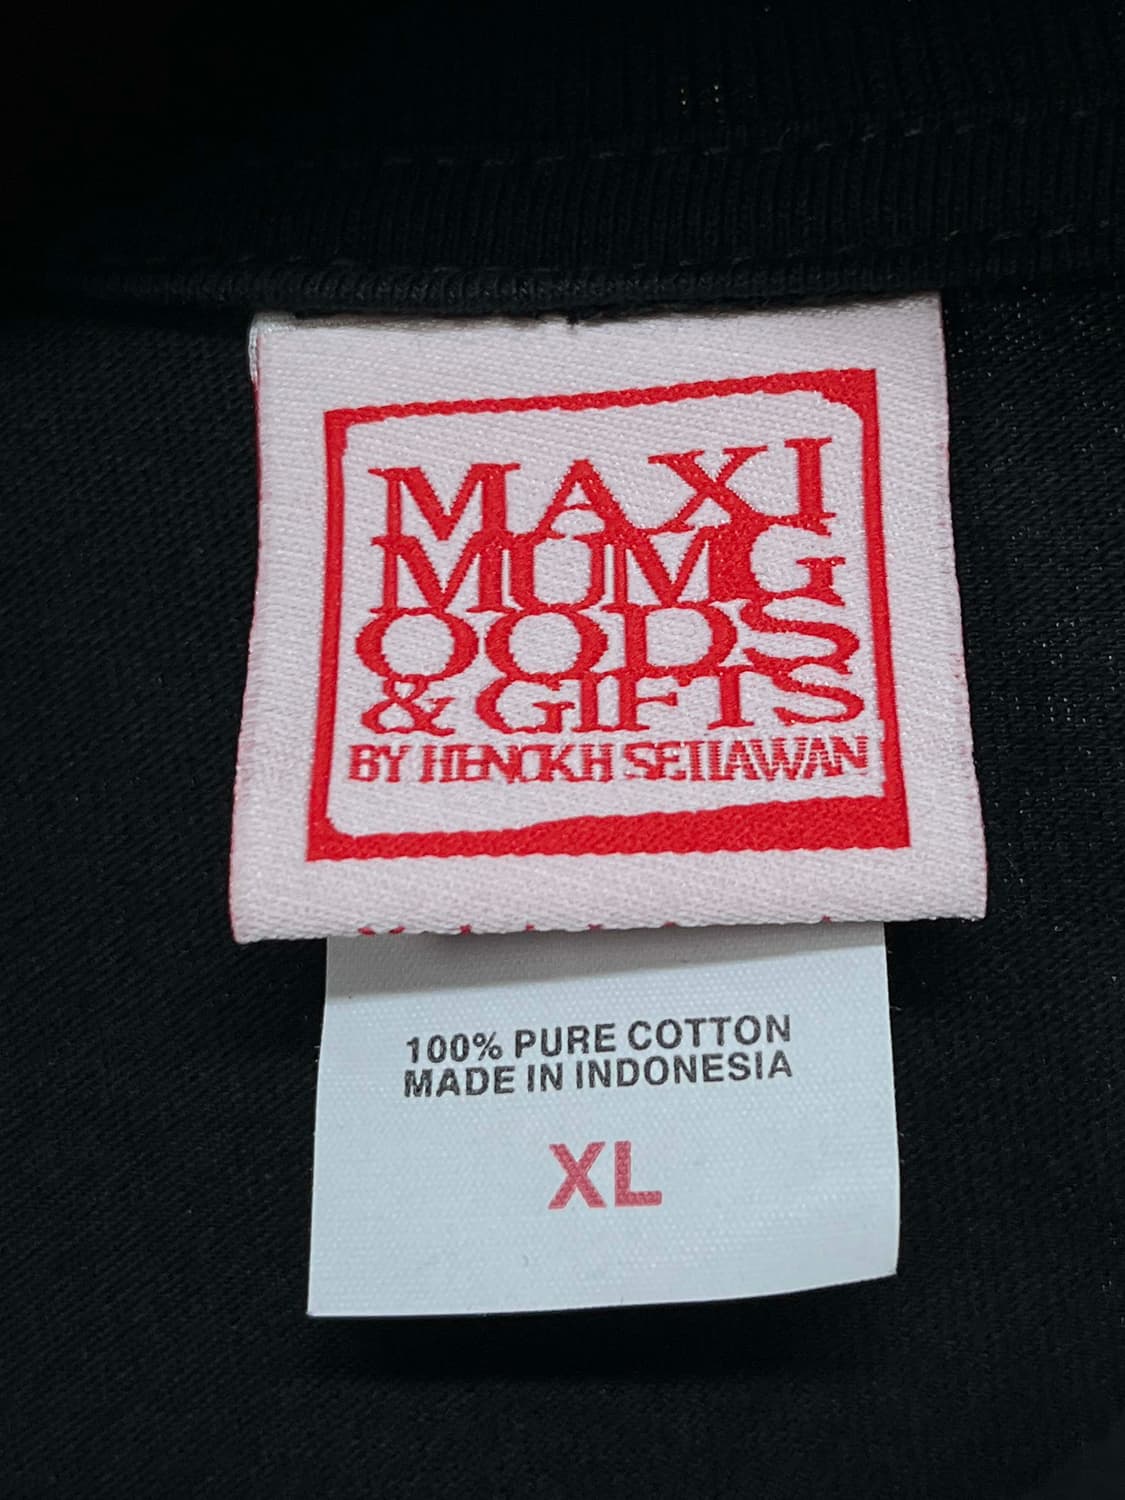 MAXI
MUMG
OODS
& GIFTS
BY HENOKH SETIAWAN
100% PURE COTTON
MADE IN INDONESIA
XL